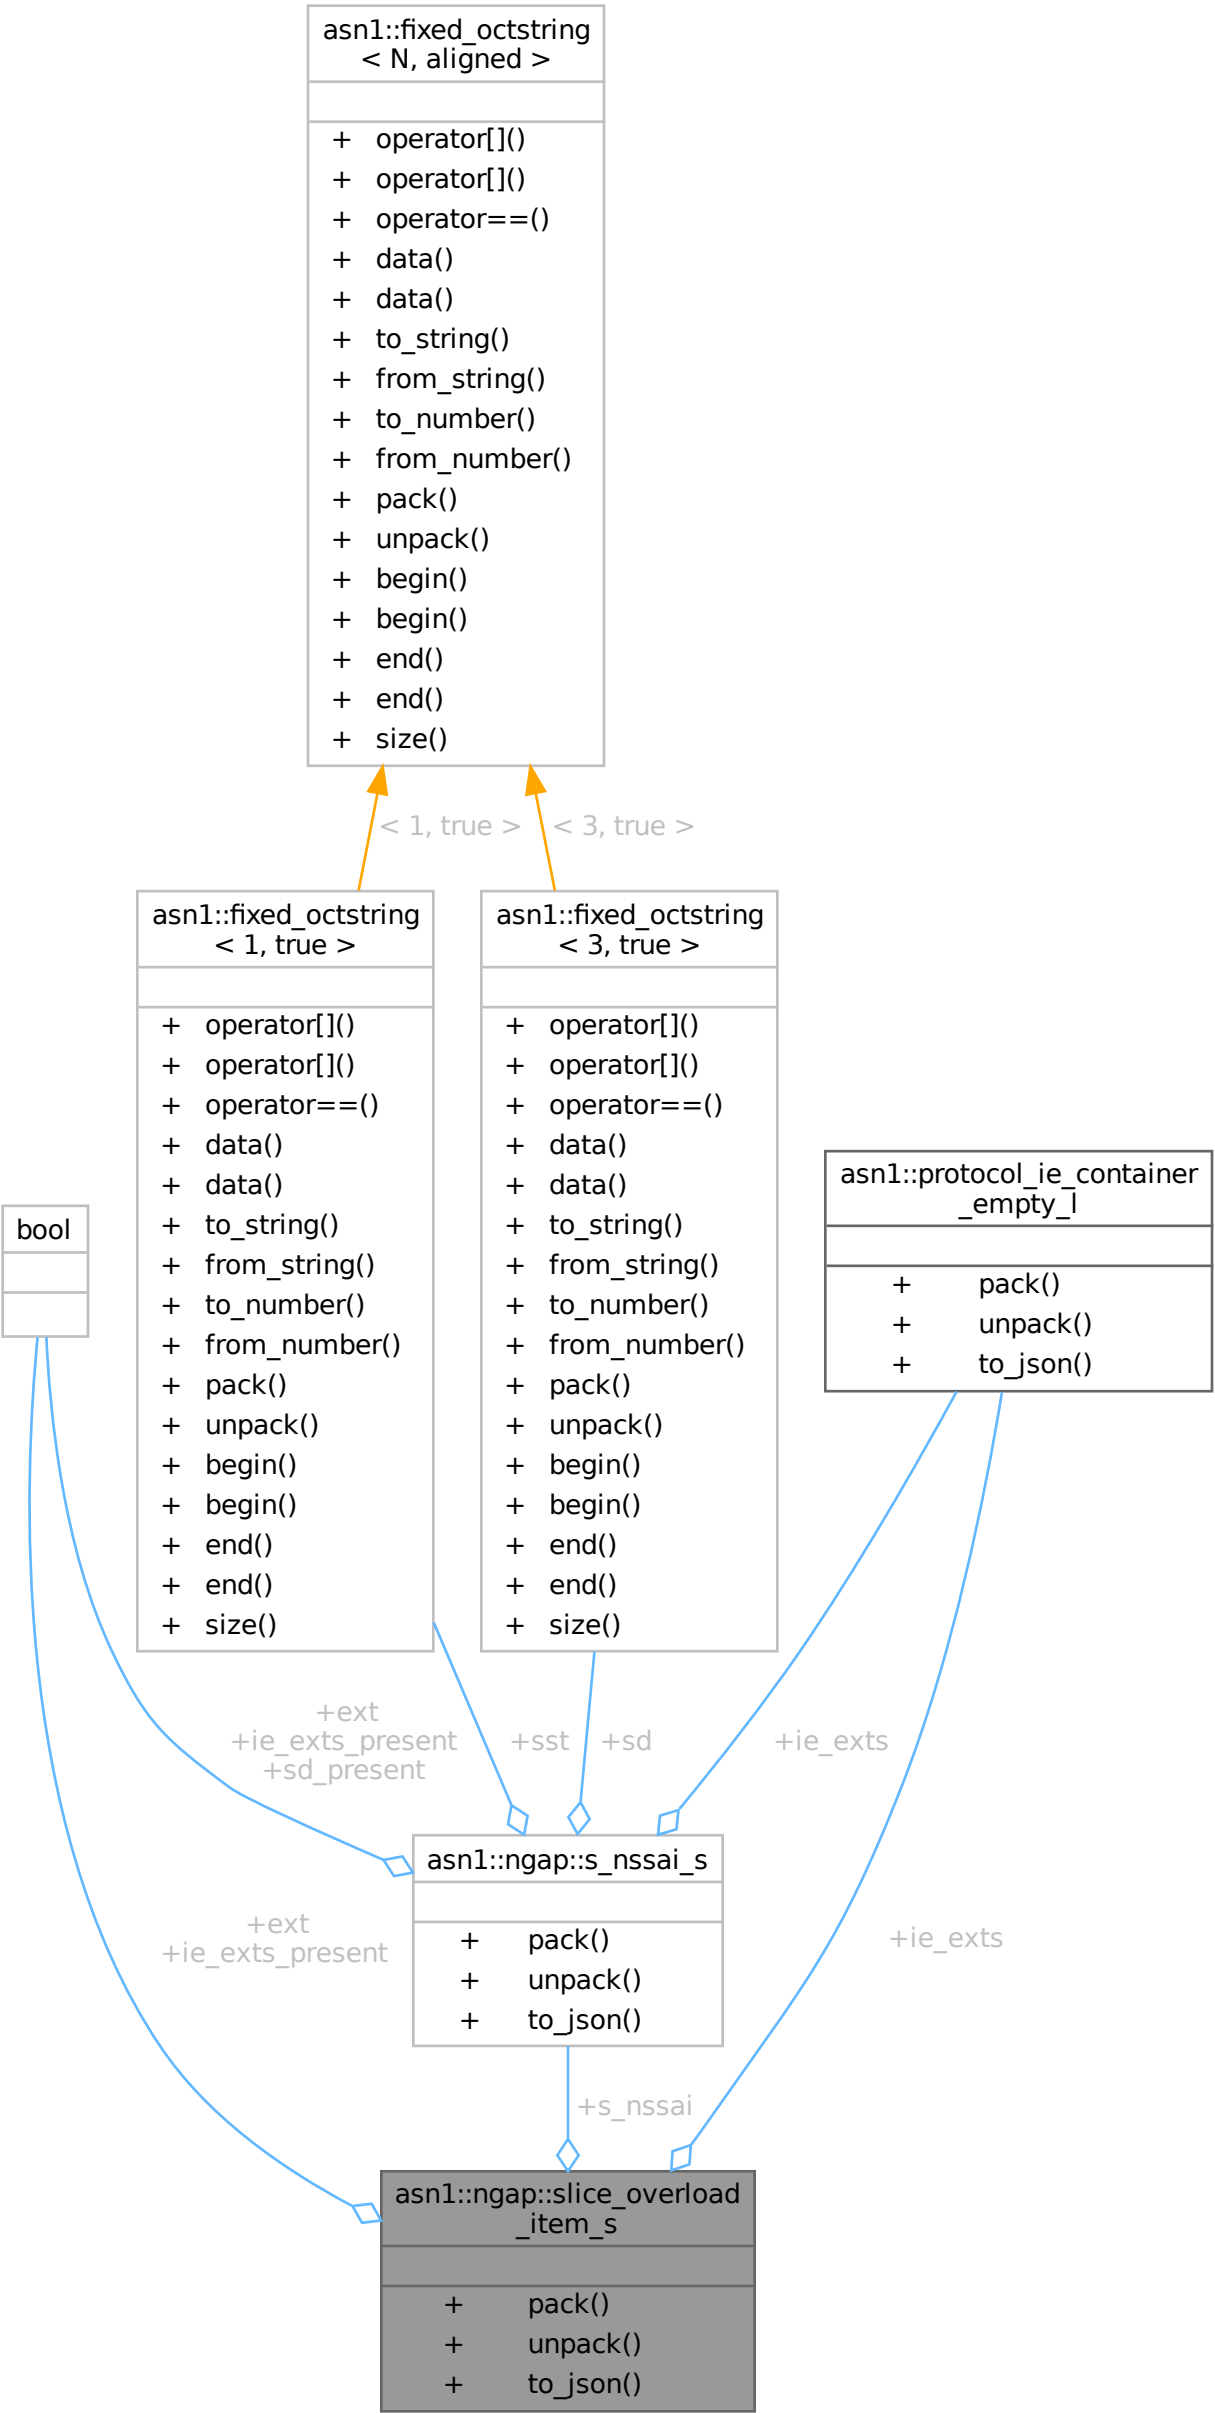 asn1::fixed_octstring
< N, aligned >
+ operator[]()
+ operator[]()
+ operator==()
+ data()
+ data()
+ to_string()
+ from_string()
+ to_number()
+ from_number()
+ pack()
+ unpack()
+ begin()
+ begin()
+ end()
+ end()
+ size()
< 1, true >
< 3, true >
asn1::fixed_octstring
< 1, true >
+ operator[]()
+ operator[]()
+ operator==()
+ data()
+ data()
+ to_string()
+ from_string()
+ to_number()
+ from_number()
+ pack()
+ unpack()
+ begin()
+ begin()
+ end()
+ end()
+ size()
asn1::fixed_octstring
< 3, true >
+ operator[]()
+ operator[]()
+ operator==()
+ data()
+ data()
+ to_string()
+ from_string()
+ to_number()
+ from_number()
+ pack()
+ unpack()
+ begin()
+ begin()
+ end()
+ end()
+ size()
asn1::protocol_ie_container
_empty_l
+ pack()
+ unpack()
+ to_json()
bool
+ext
+ie_exts_present
+sd_present
+sst
+sd
+ie_exts
asn1::ngap::s_nssai_s
+ pack()
+ unpack()
+ to_json()
+ext
+ie_exts_present
+ie_exts
+s_nssai
asn1::ngap::slice_overload
_item_s
+ pack()
+ unpack()
+ to_json()